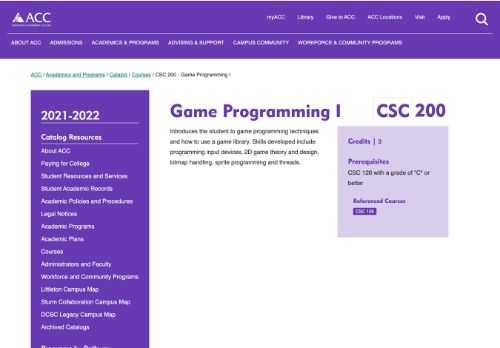 ACC
myACC Library Give to ACC ACC Locations Visit Apply
ABOUT ACC ADMISSIONS ACADEMICS & PROGRAMS ADVISING & SUPPORT CAMPUS COMMUNITY WORKFORCE & COMMUNITY PROGRAMS
ACC / Academics and Programs / Catalog / Courses / CSC 200 - Game Programming I
2021-2022
Catalog Resources
About ACC
Paying for College
Student Resources and Services
Student Academic Records
Academic Policies and Procedures
Legal Notices
Academic Programs
Academic Plans
Courses
Administrators and Faculty
Workforce and Community Programs
Littleton Campus Map
Sturm Collaboration Campus Map
DCSC Legacy Campus Map
Archived Catalogs
Game Programming I CSC 200
Introduces the student to game programming techniques
and how to use a game library. Skills developed include
programming input devices, 2D game theory and design,
bitmap handling, sprite programming and threads.
Credits | 3
Prerequisites
CSC 126 with a grade of "C" or
better
Referenced Courses
CSC 126